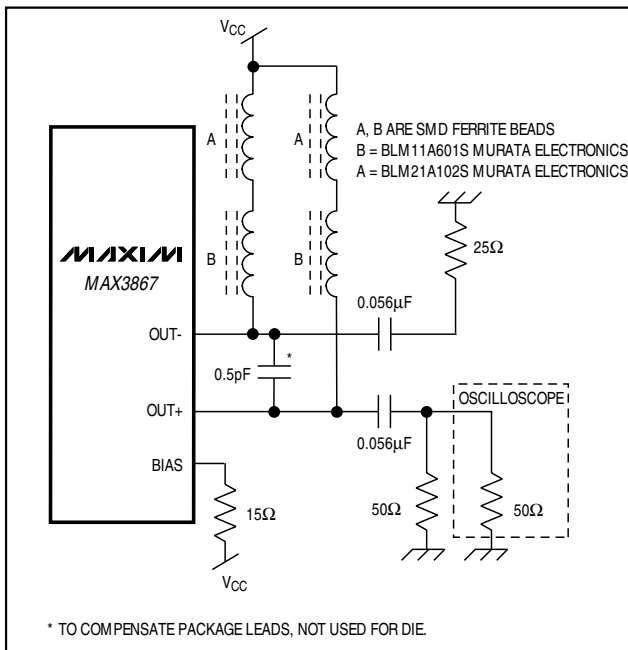 VCC
A
A
A, B ARE SMD FERRITE BEADS
B = BLM11A601S MURATA ELECTRONICS
A = BLM21A102S MURATA ELECTRONICS
MAXIM
MAX3867
B
B
25Ω
0.056µF
OUT-
*
0.5pF
OUT+
OSCILLOSCOPE
0.056µF
BIAS
15Ω
50Ω
50Ω
VCC
* TO COMPENSATE PACKAGE LEADS, NOT USED FOR DIE.